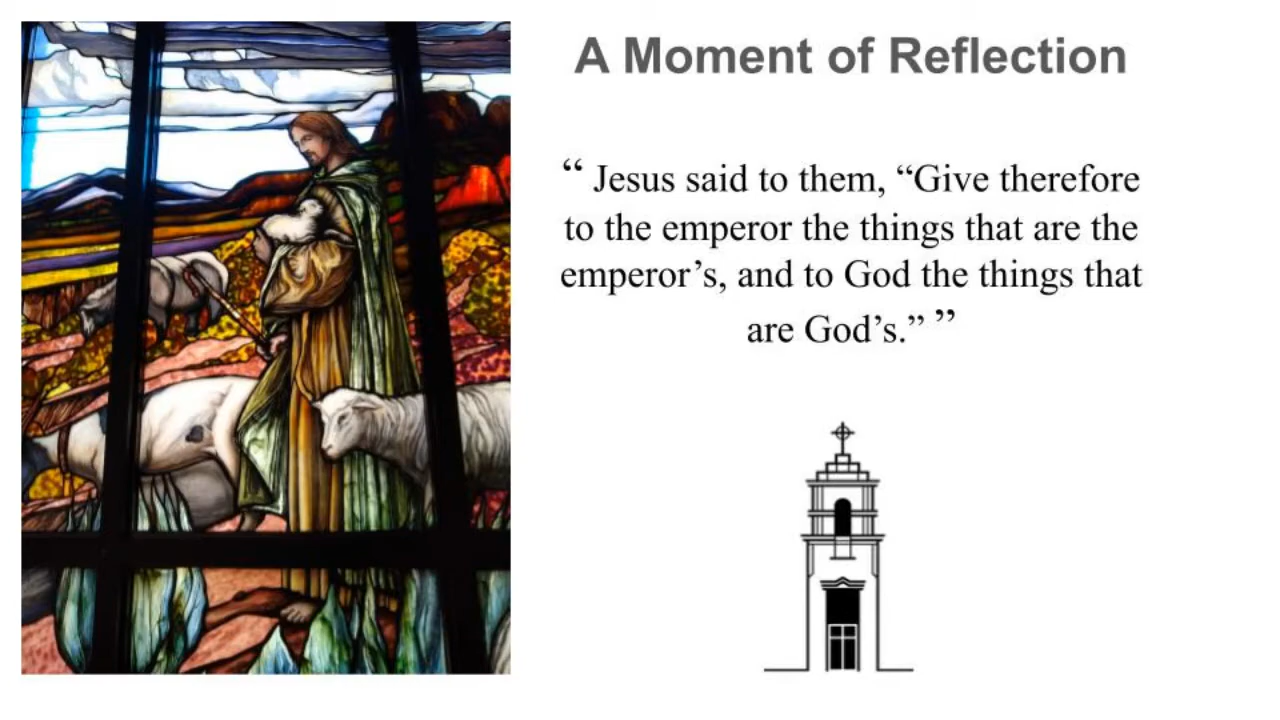 A Moment of Reflection
“ Jesus said to them, “Give therefore
to the emperor the things that are the
emperor’s, and to God the things that
are God’s.” ”